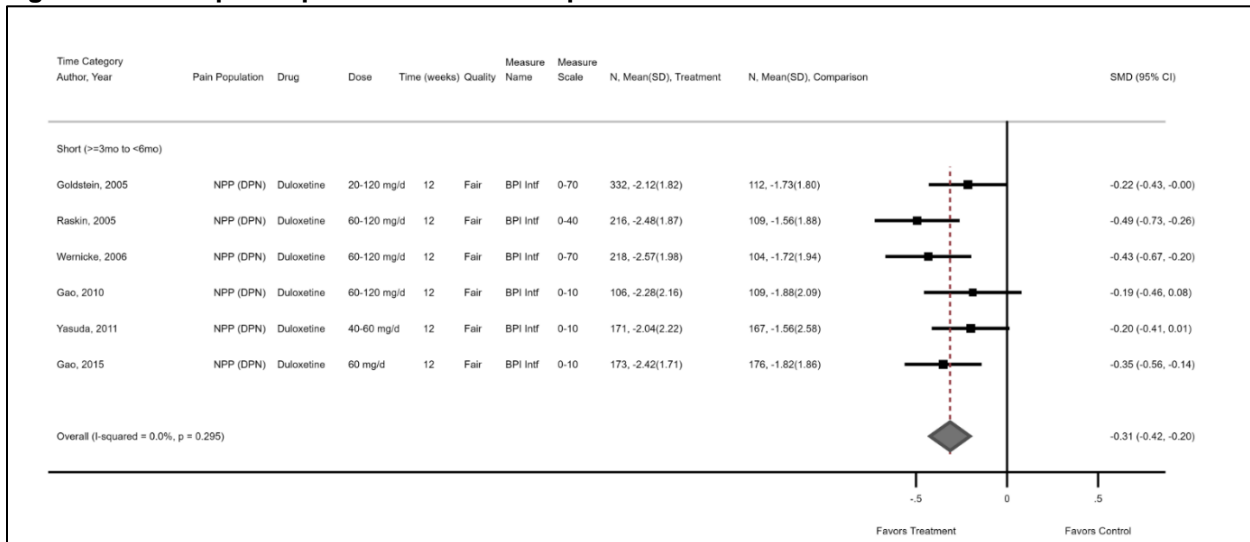 Time Category
Author, Year Pain Population Drug Dose Time (weeks) Quality Measure Name Measure Scale N, Mean(SD), Treatment N, Mean(SD), Comparison SMD (95% CI)
Short (>=3mo to <6mo)
Goldstein, 2005 NPP (DPN) Duloxetine 20-120 mg/d 12 Fair BPI Intf 0-70 332, -2.12(1.82) 112, -1.73(1.80) -0.22 (-0.43, -0.00)
Raskin, 2005 NPP (DPN) Duloxetine 60-120 mg/d 12 Fair BPI Intf 0-40 216, -2.48(1.87) 109, -1.56(1.88) -0.49 (-0.73, -0.26)
Wernicke, 2006 NPP (DPN) Duloxetine 60-120 mg/d 12 Fair BPI Intf 0-70 218, -2.57(1.98) 104, -1.72(1.94) -0.43 (-0.67, -0.20)
Gao, 2010 NPP (DPN) Duloxetine 60-120 mg/d 12 Fair BPI Intf 0-10 106, -2.28(2.16) 109, -1.88(2.09) -0.19 (-0.46, 0.08)
Yasuda, 2011 NPP (DPN) Duloxetine 40-60 mg/d 12 Fair BPI Intf 0-10 171, -2.04(2.22) 167, -1.56(2.58) -0.20 (-0.41, 0.01)
Gao, 2015 NPP (DPN) Duloxetine 60 mg/d 12 Fair BPI Intf 0-10 173, -2.42(1.71) 176, -1.82(1.86) -0.35 (-0.56, -0.14)
Overall (I-squared = 0.0%, p = 0.295) -0.31 (-0.42, -0.20)
-.5 0 .5
Favors Treatment Favors Control